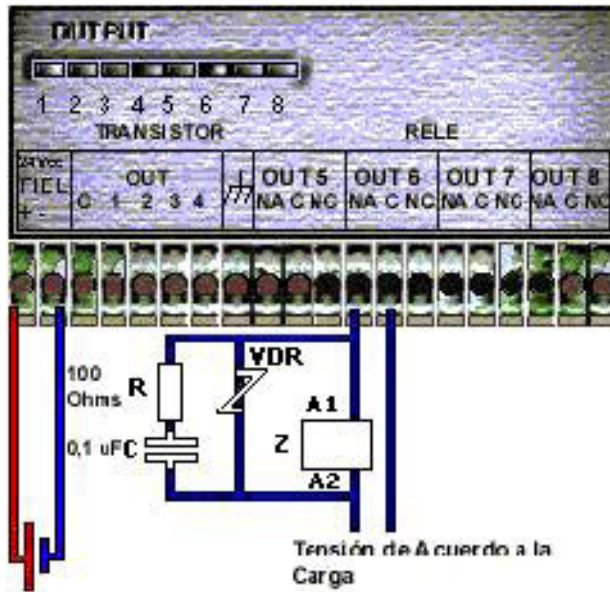 OUTPUT
1 2 3 4 5 6 7 8
TRANSISTOR RELE
OUT OUT 5 OUT 6 OUT 7 OUT 8
+ - C 1 2 3 4 NA C NC NA C NC NA C NC NA C NC
VDR
100 R
Ohms
A1
0,1 uF C Z
A2
Tensión de Acuerdo a la
Carga